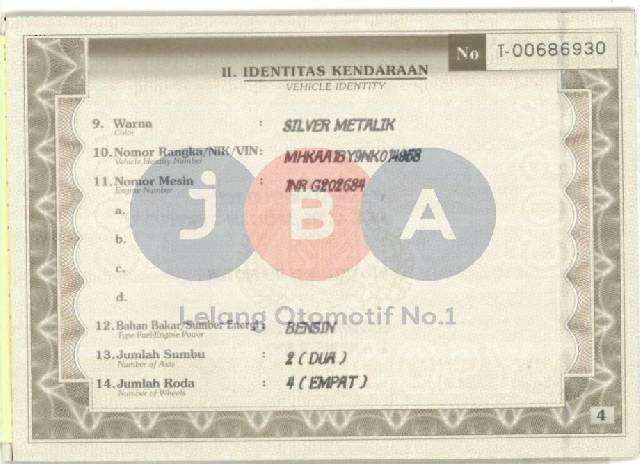 No T-00686930
II. IDENTITAS KENDARAAN
VEHICLE IDENTITY
9. Warna : SILVER METALIK
Color
10. Nomor Rangka/NIK/VIN :
Vehicle Identity Number
11. Nomor Mesin : 1NR G202684
Engine Number
a.
b.
c.
d.
JBA
Lelang Otomotif No.1
12. Bahan Bakar/Sumber Energi : BENSIN
Type Fuel/Engine Power
13. Jumlah Sumbu : 2 ( DUA )
Number of Axie
14. Jumlah Roda : 4 ( EMPAT )
Number of Wheels
4